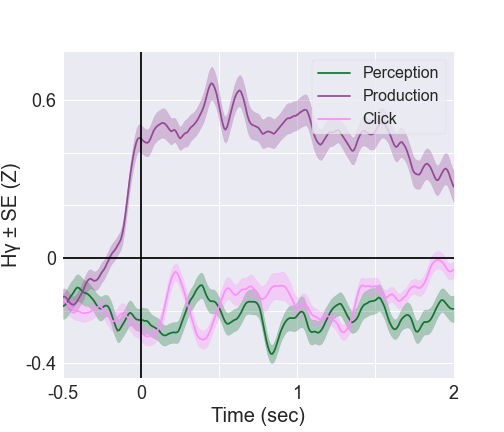 Perception
Production
Click
Hγ ± SE (Z)
0.6
0
-0.4
-0.5 0 1 2
Time (sec)